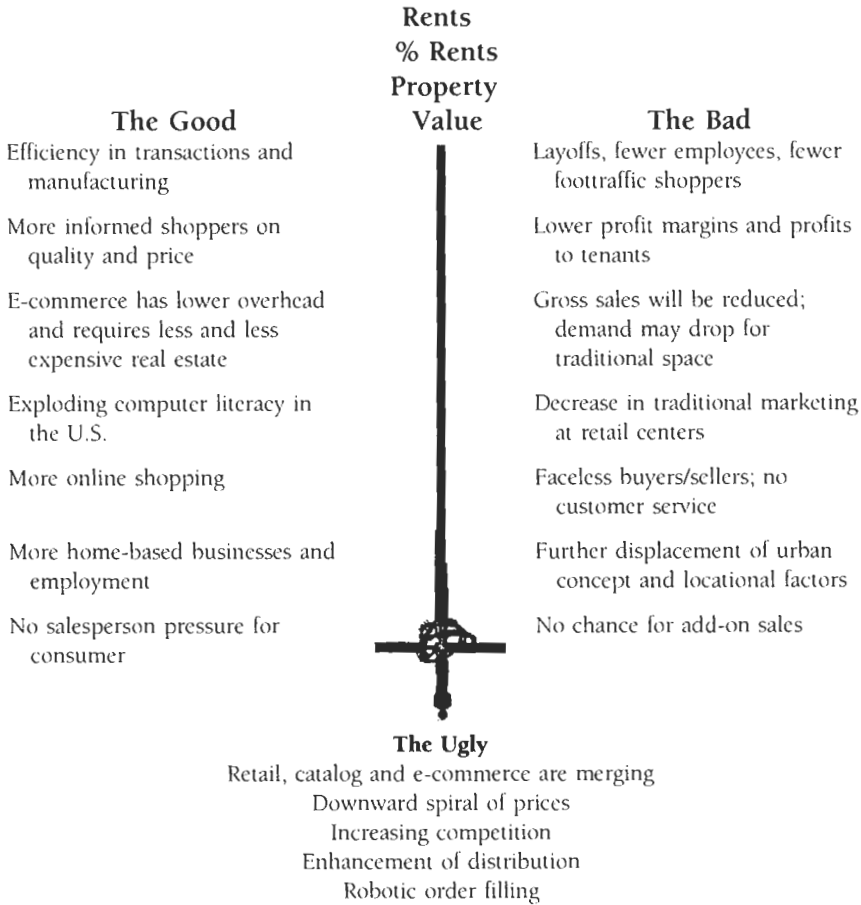 Rents
% Rents
Property
Value
The Good
Efficiency in transactions and
manufacturing
More informed shoppers on
quality and price
E-commerce has lower overhead
and requires less and less
expensive real estate
Exploding computer literacy in
the U.S.
More online shopping
More home-based businesses and
employment
No salesperson pressure for
consumer
The Bad
Layoffs, fewer employees, fewer
foottraffic shoppers
Lower profit margins and profits
to tenants
Gross sales will be reduced;
demand may drop for
traditional space
Decrease in traditional marketing
at retail centers
Faceless buyers/sellers; no
customer service
Further displacement of urban
concept and locational factors
No chance for add-on sales
The Ugly
Retail, catalog and e-commerce are merging
Downward spiral of prices
Increasing competition
Enhancement of distribution
Robotic order filling